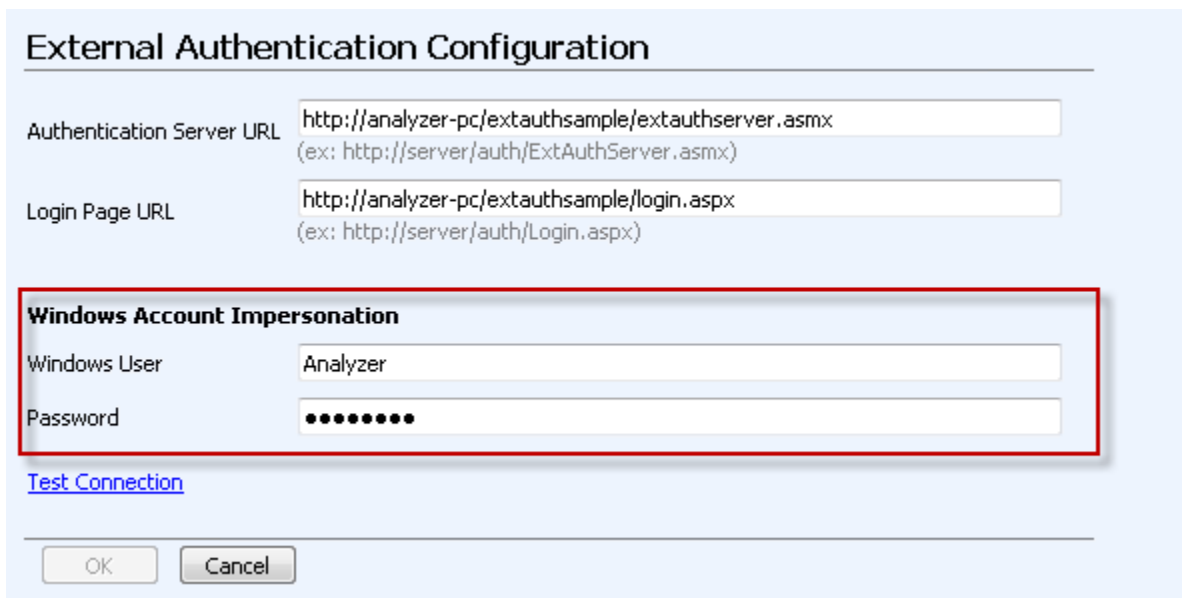 External Authentication Configuration
Authentication Server URL
http://analyzer-pc/extauthsample/extauthserver.asmx
(ex: http://server/auth/ExtAuthServer.asmx)
Login Page URL
http://analyzer-pc/extauthsample/login.aspx
(ex: http://server/auth/Login.aspx)
Windows Account Impersonation
Windows User
Analyzer
Password
••••••••
Test Connection
OK
Cancel